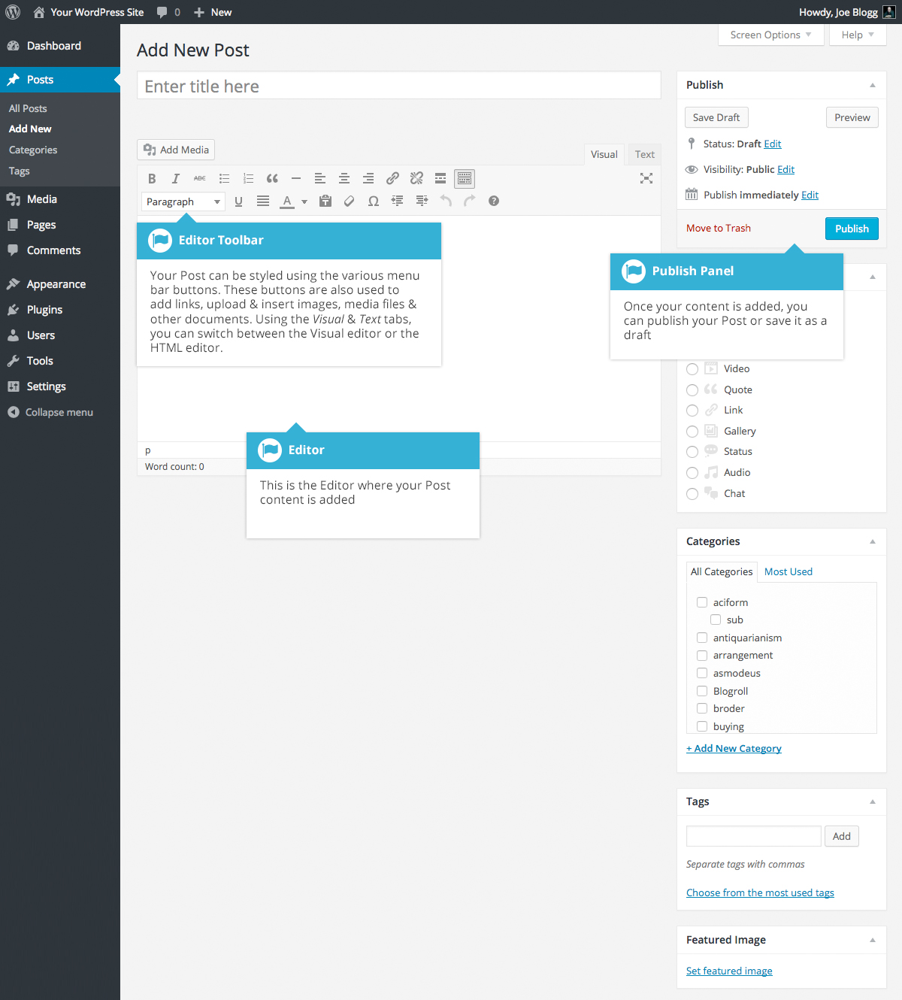 Your WordPress Site 0 New Howdy, Joe Blogg
Dashboard
Posts
All Posts
Add New
Categories
Tags
Media
Pages
Comments
Appearance
Plugins
Users
Tools
Settings
Collapse menu
Screen Options Help
Add New Post
Enter title here
Add Media
Visual Text
B I ABC
Paragraph U A T Ω ?
Editor Toolbar
Your Post can be styled using the various menu
bar buttons. These buttons are also used to
add links, upload & insert images, media files &
other documents. Using the Visual & Text tabs,
you can switch between the Visual editor or the
HTML editor.
p
Word count: 0
Editor
This is the Editor where your Post
content is added
Publish
Save Draft Preview
Status: Draft Edit
Visibility: Public Edit
Publish immediately Edit
Move to Trash Publish
Publish Panel
Once your content is added, you
can publish your Post or save it as a
draft
Video
Quote
Link
Gallery
Status
Audio
Chat
Categories
All Categories Most Used
aciform
sub
antiquarianism
arrangement
asmodeus
Blogroll
broder
buying
+ Add New Category
Tags
Add
Separate tags with commas
Choose from the most used tags
Featured Image
Set featured image